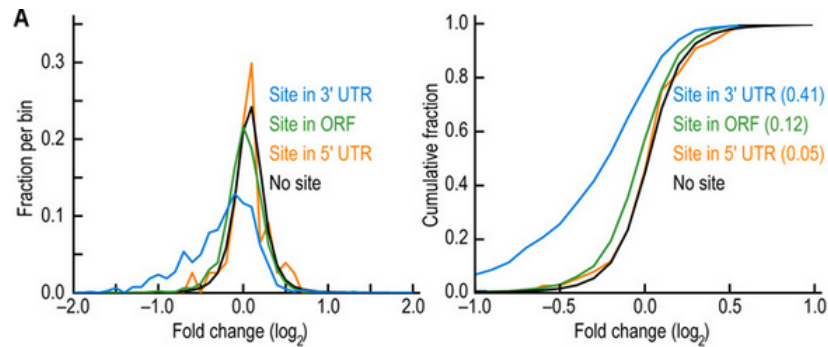 A
Fraction per bin
0.3
0.2
0.1
0.0
–2.0
–1.0
0.0
1.0
2.0
Fold change (log2)
Site in 3' UTR
Site in ORF
Site in 5' UTR
No site
Cumulative fraction
1.0
0.8
0.6
0.4
0.2
0.0
–1.0
–0.5
0.0
0.5
1.0
Fold change (log2)
Site in 3' UTR (0.41)
Site in ORF (0.12)
Site in 5' UTR (0.05)
No site